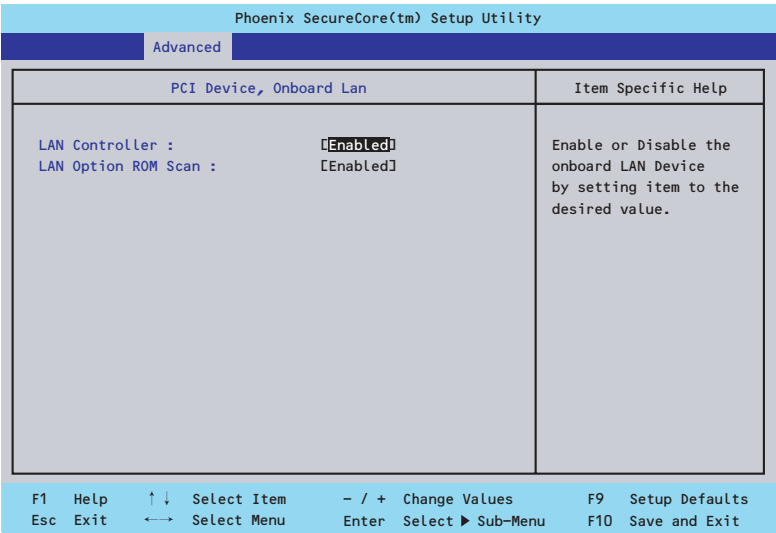 Phoenix SecureCore(tm) Setup Utility
Advanced
PCI Device, Onboard Lan
Item Specific Help
LAN Controller : [Enabled]
LAN Option ROM Scan : [Enabled]
Enable or Disable the
onboard LAN Device
by setting item to the
desired value.
F1 Help ↑↓ Select Item - / + Change Values F9 Setup Defaults
Esc Exit ←→ Select Menu Enter Select ▶ Sub-Menu F10 Save and Exit